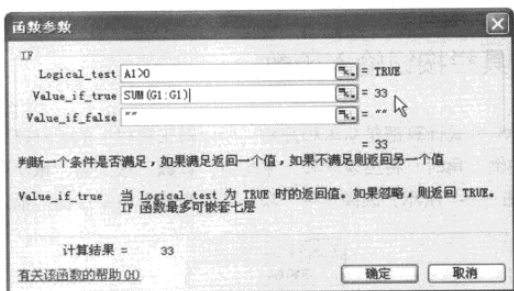 函数参数
IF
Logical_test A1>0 = TRUE
Value_if_true SUM(G1:G1) = 33
Value_if_false "" = ""
= 33
判断一个条件是否满足，如果满足返回一个值，如果不满足则返回另一个值
Value_if_true 当 Logical_test 为 TRUE 时的返回值。如果忽略，则返回 TRUE。
IF 函数最多可嵌套七层
计算结果 = 33
有关该函数的帮助(H) 确定 取消